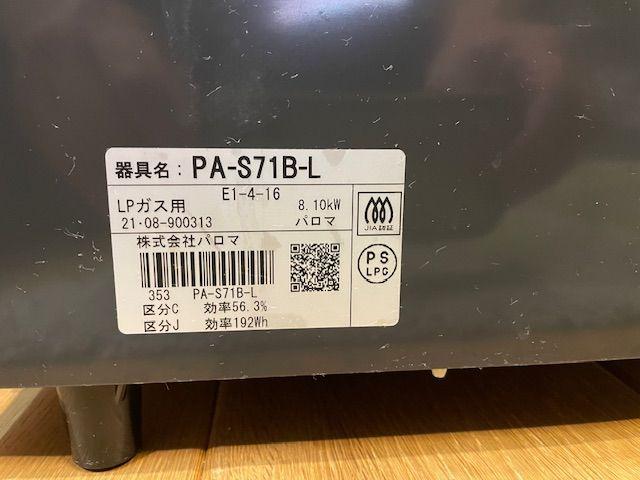 器具名: PA-S71B-L
E1-4-16
LPガス用 8.10kW
21·08-900313 パロマ
JIA認証
株式会社パロマ
PS
LPG
353 PA-S71B-L
区分C 効率56.3%
区分J 効率192Wh